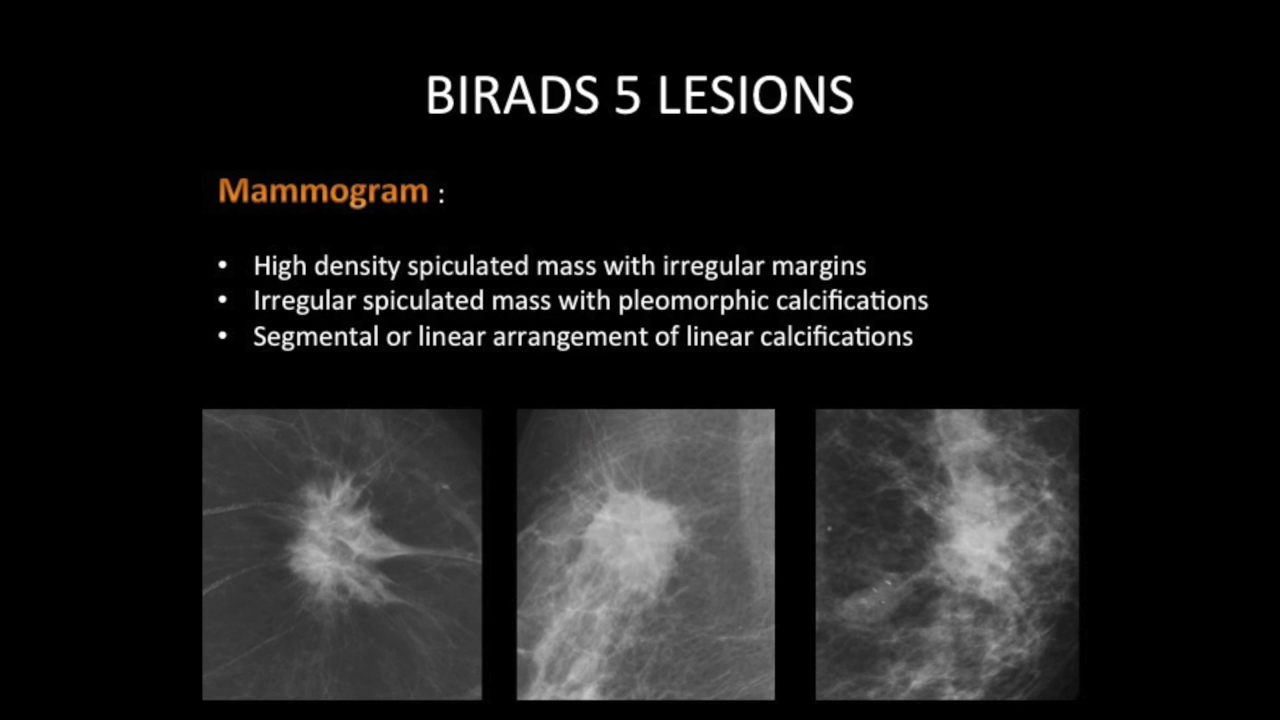 BIRADS 5 LESIONS
Mammogram :
• High density spiculated mass with irregular margins
• Irregular spiculated mass with pleomorphic calcifications
• Segmental or linear arrangement of linear calcifications